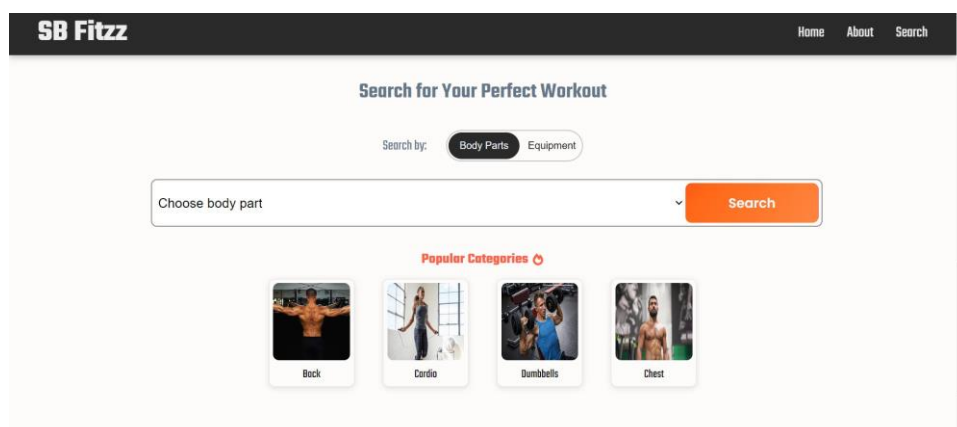 SB Fitzz Home About Search
Search for Your Perfect Workout
Search by: Body Parts Equipment
Choose body part Search
Popular Categories
Back Cardio Dumbbells Chest